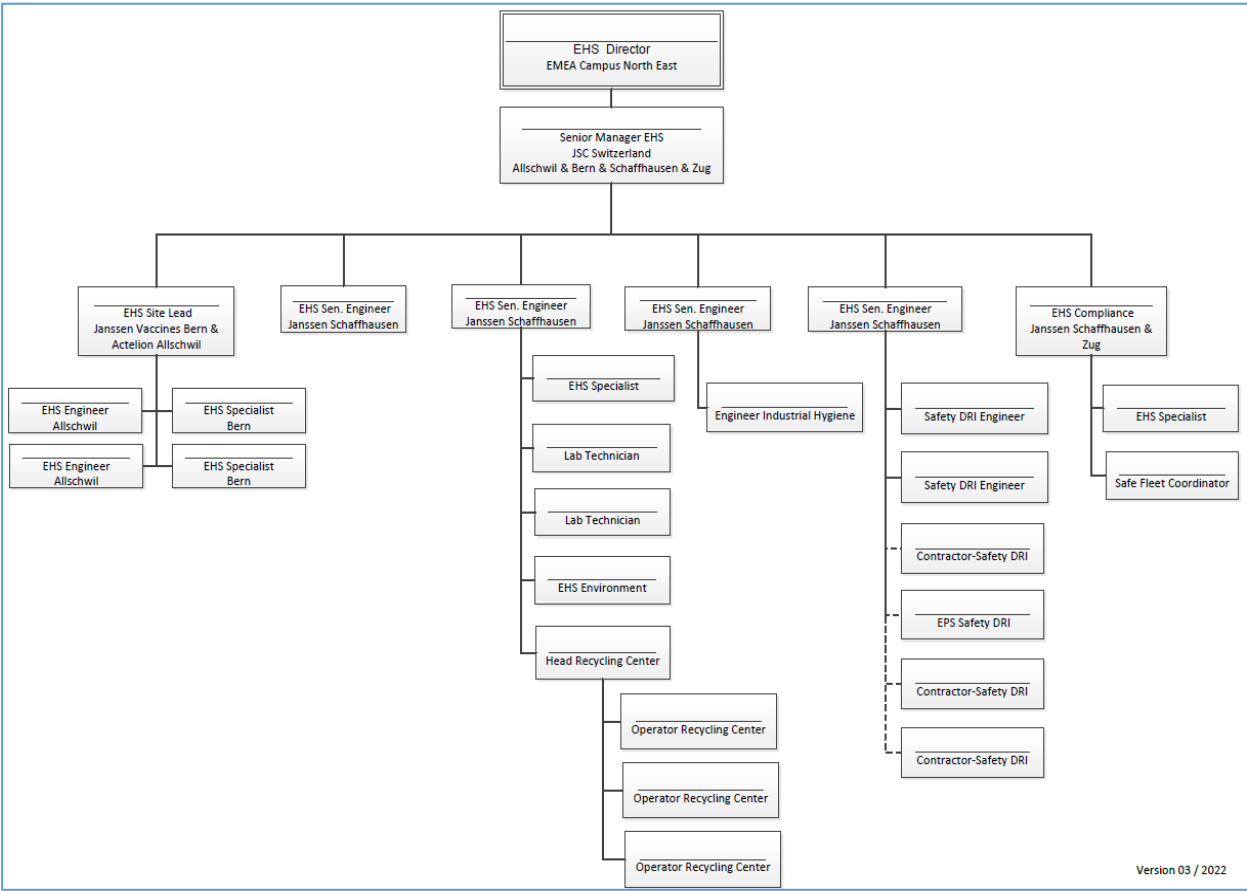 EHS Director
EMEA Campus North East
Senior Manager EHS
JSC Switzerland
Allschwil & Bern & Schaffhausen & Zug
EHS Site Lead
Janssen Vaccines Bern &
Actelion Allschwil
EHS Engineer
Allschwil
EHS Specialist
Bern
EHS Engineer
Allschwil
EHS Specialist
Bern
EHS Sen. Engineer
Janssen Schaffhausen
EHS Sen. Engineer
Janssen Schaffhausen
EHS Specialist
Lab Technician
Lab Technician
EHS Environment
Head Recycling Center
Operator Recycling Center
Operator Recycling Center
Operator Recycling Center
EHS Sen. Engineer
Janssen Schaffhausen
Engineer Industrial Hygiene
EHS Sen. Engineer
Janssen Schaffhausen
Safety DRI Engineer
Safety DRI Engineer
Contractor-Safety DRI
EPS Safety DRI
Contractor-Safety DRI
Contractor-Safety DRI
EHS Compliance
Janssen Schaffhausen &
Zug
EHS Specialist
Safe Fleet Coordinator
Version 03 / 2022